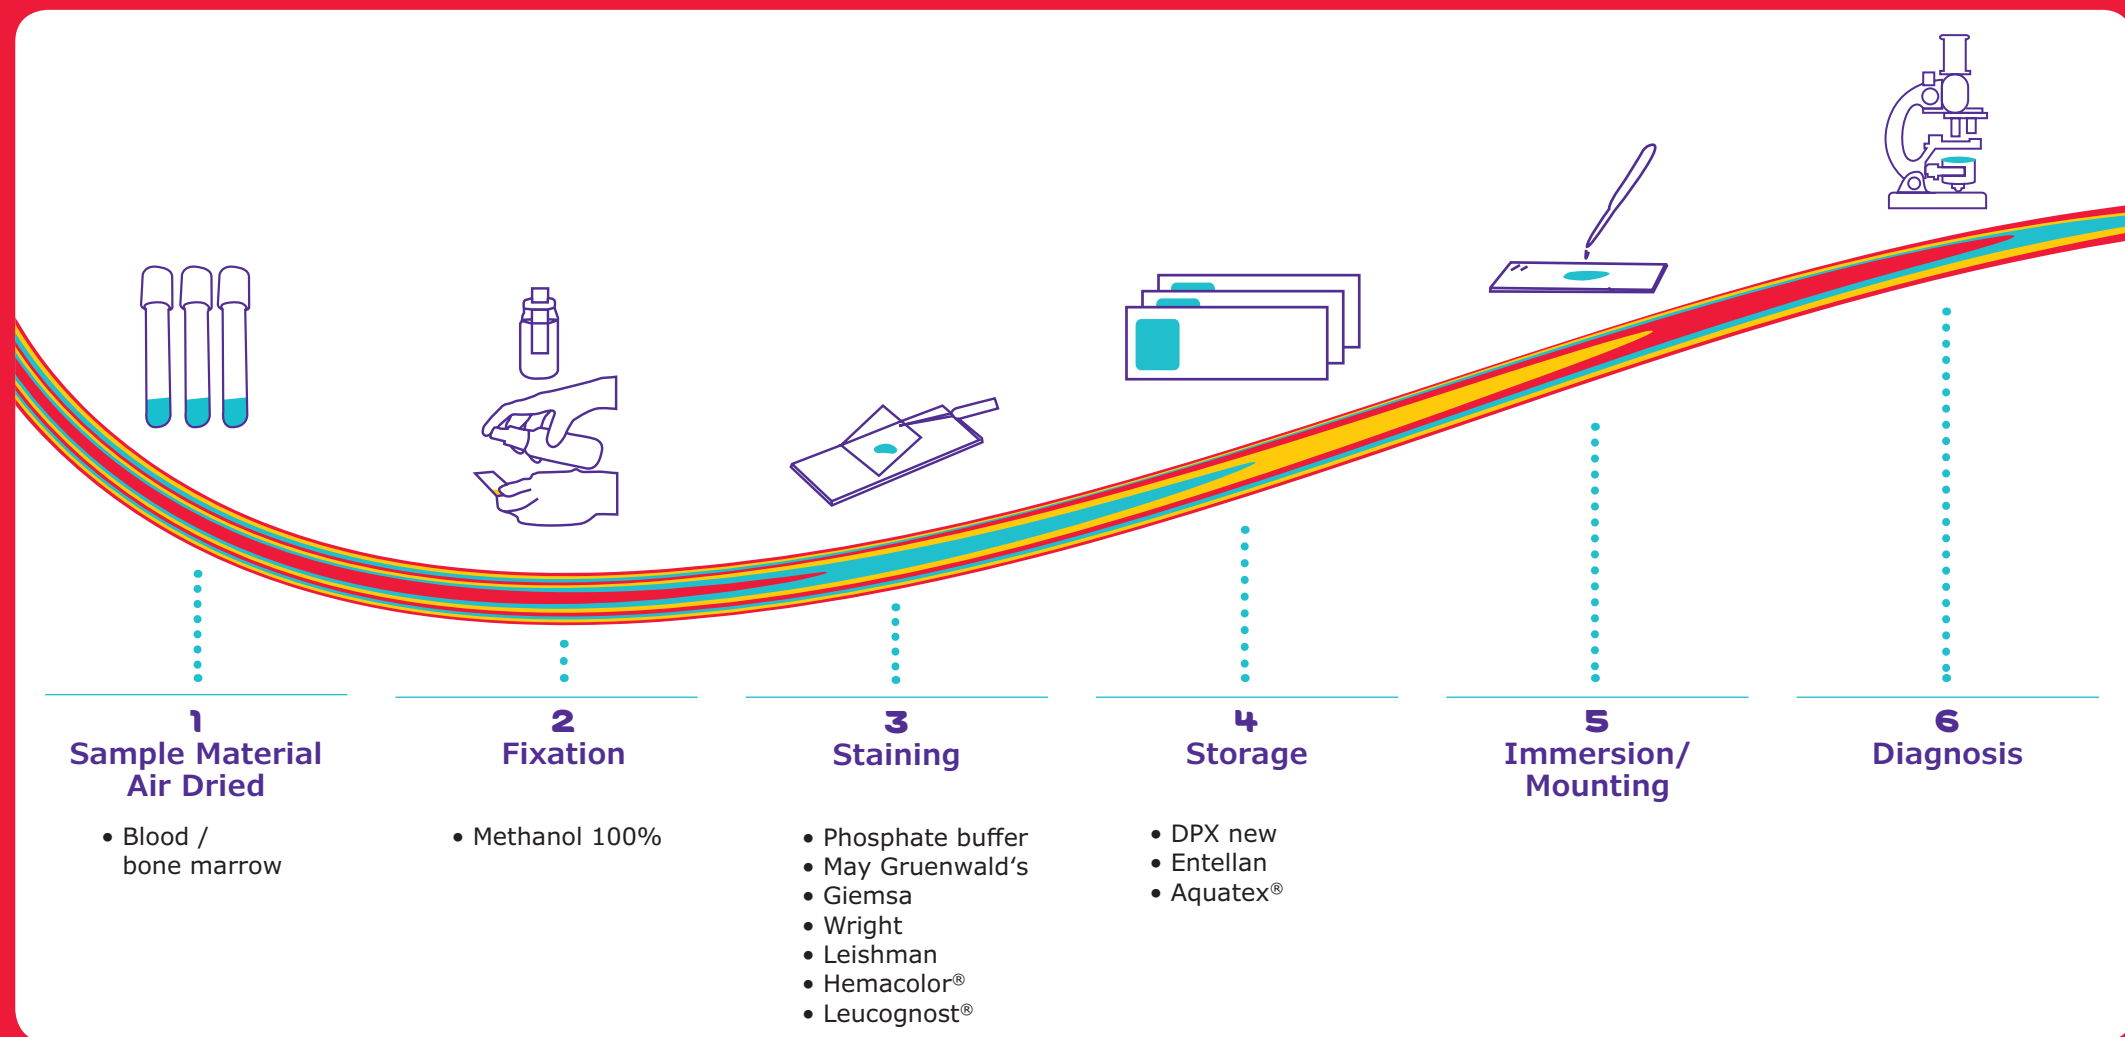 1
Sample Material
Air Dried
• Blood /
bone marrow
2
Fixation
• Methanol 100%
3
Staining
• Phosphate buffer
• May Gruenwald‘s
• Giemsa
• Wright
• Leishman
• Hemacolor®
• Leucognost®
4
Storage
• DPX new
• Entellan
• Aquatex®
5
Immersion/
Mounting
6
Diagnosis